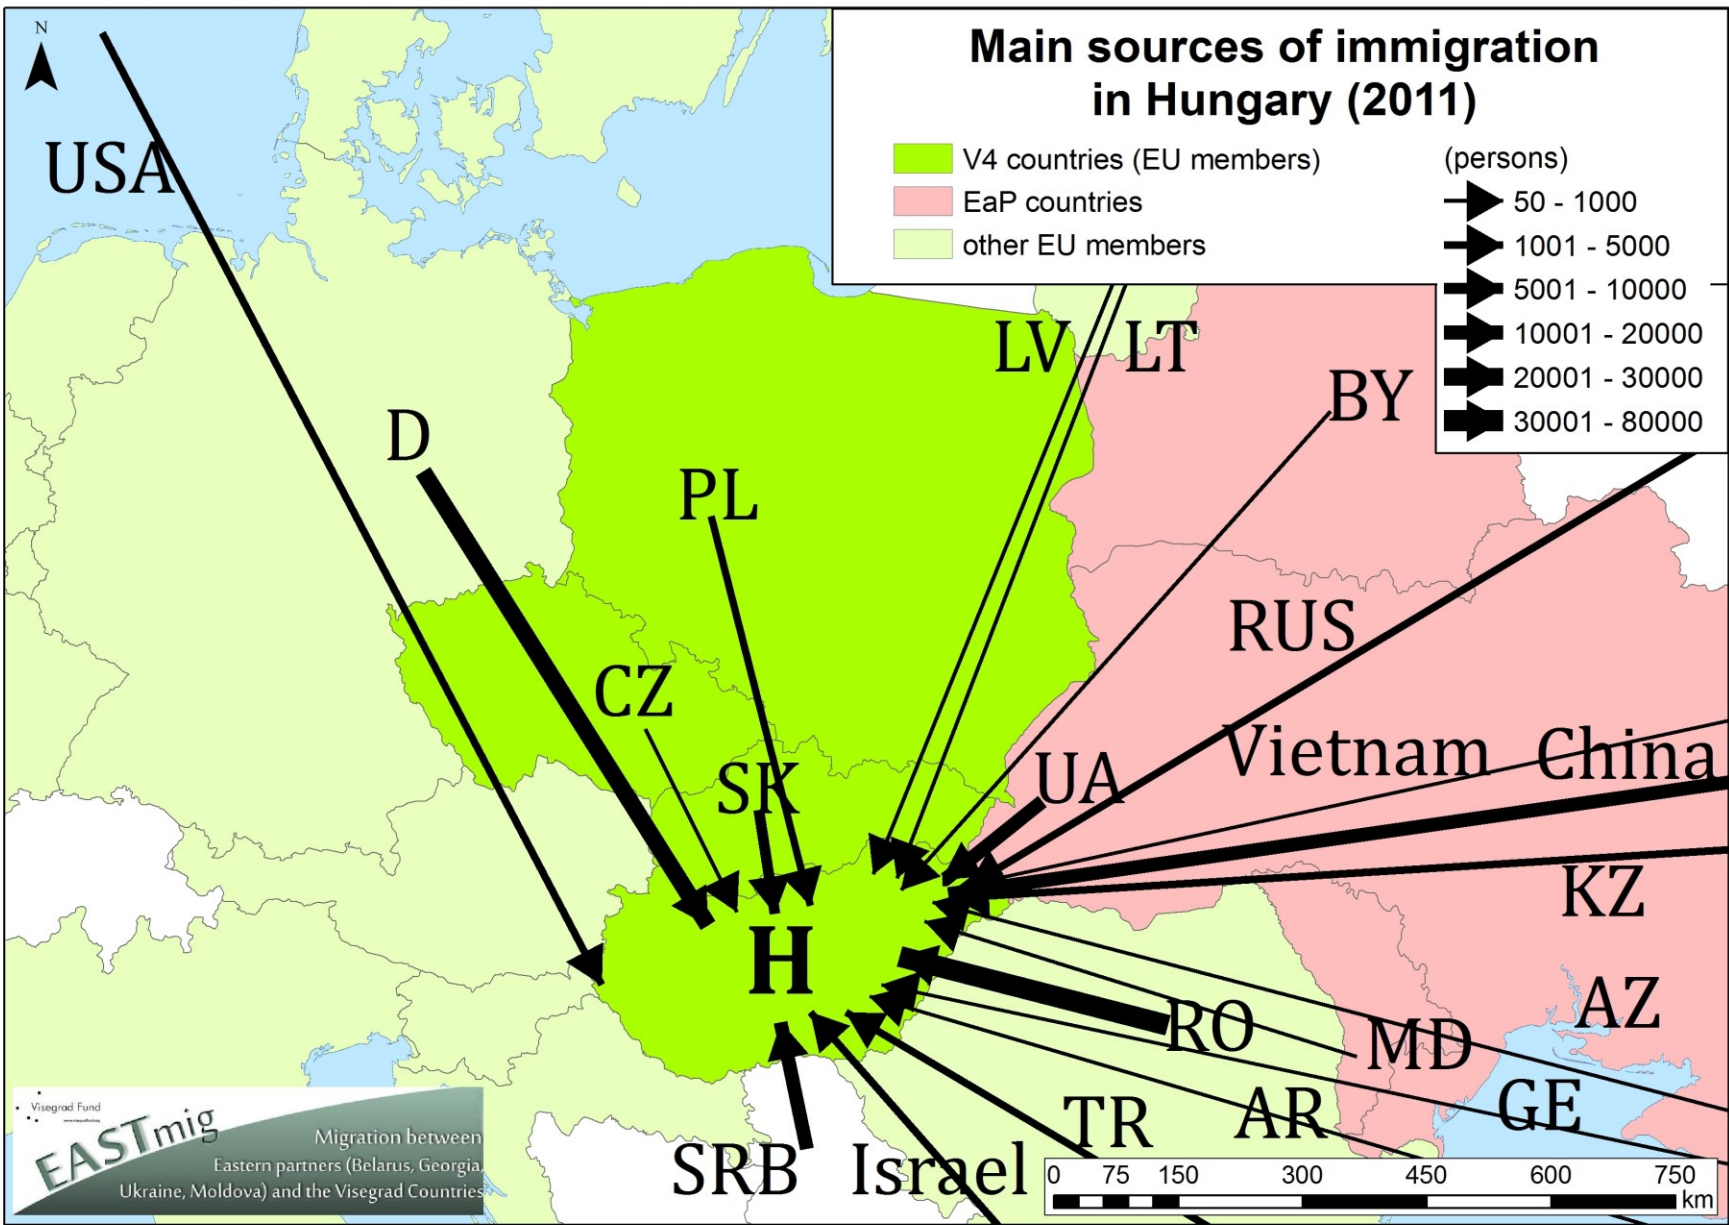 N
Main sources of immigration
in Hungary (2011)
V4 countries (EU members)
EaP countries
other EU members
(persons)
50 - 1000
1001 - 5000
5001 - 10000
10001 - 20000
20001 - 30000
30001 - 80000
USA
LV
LT
BY
D
PL
RUS
CZ
SK
UA
Vietnam
China
KZ
H
AZ
RO
MD
TR
AR
GE
SRB
Israel
Visegrad Fund
EASTmig
Migration between
Eastern partners (Belarus, Georgia,
Ukraine, Moldova) and the Visegrad Countries
0 75 150 300 450 600 750
km